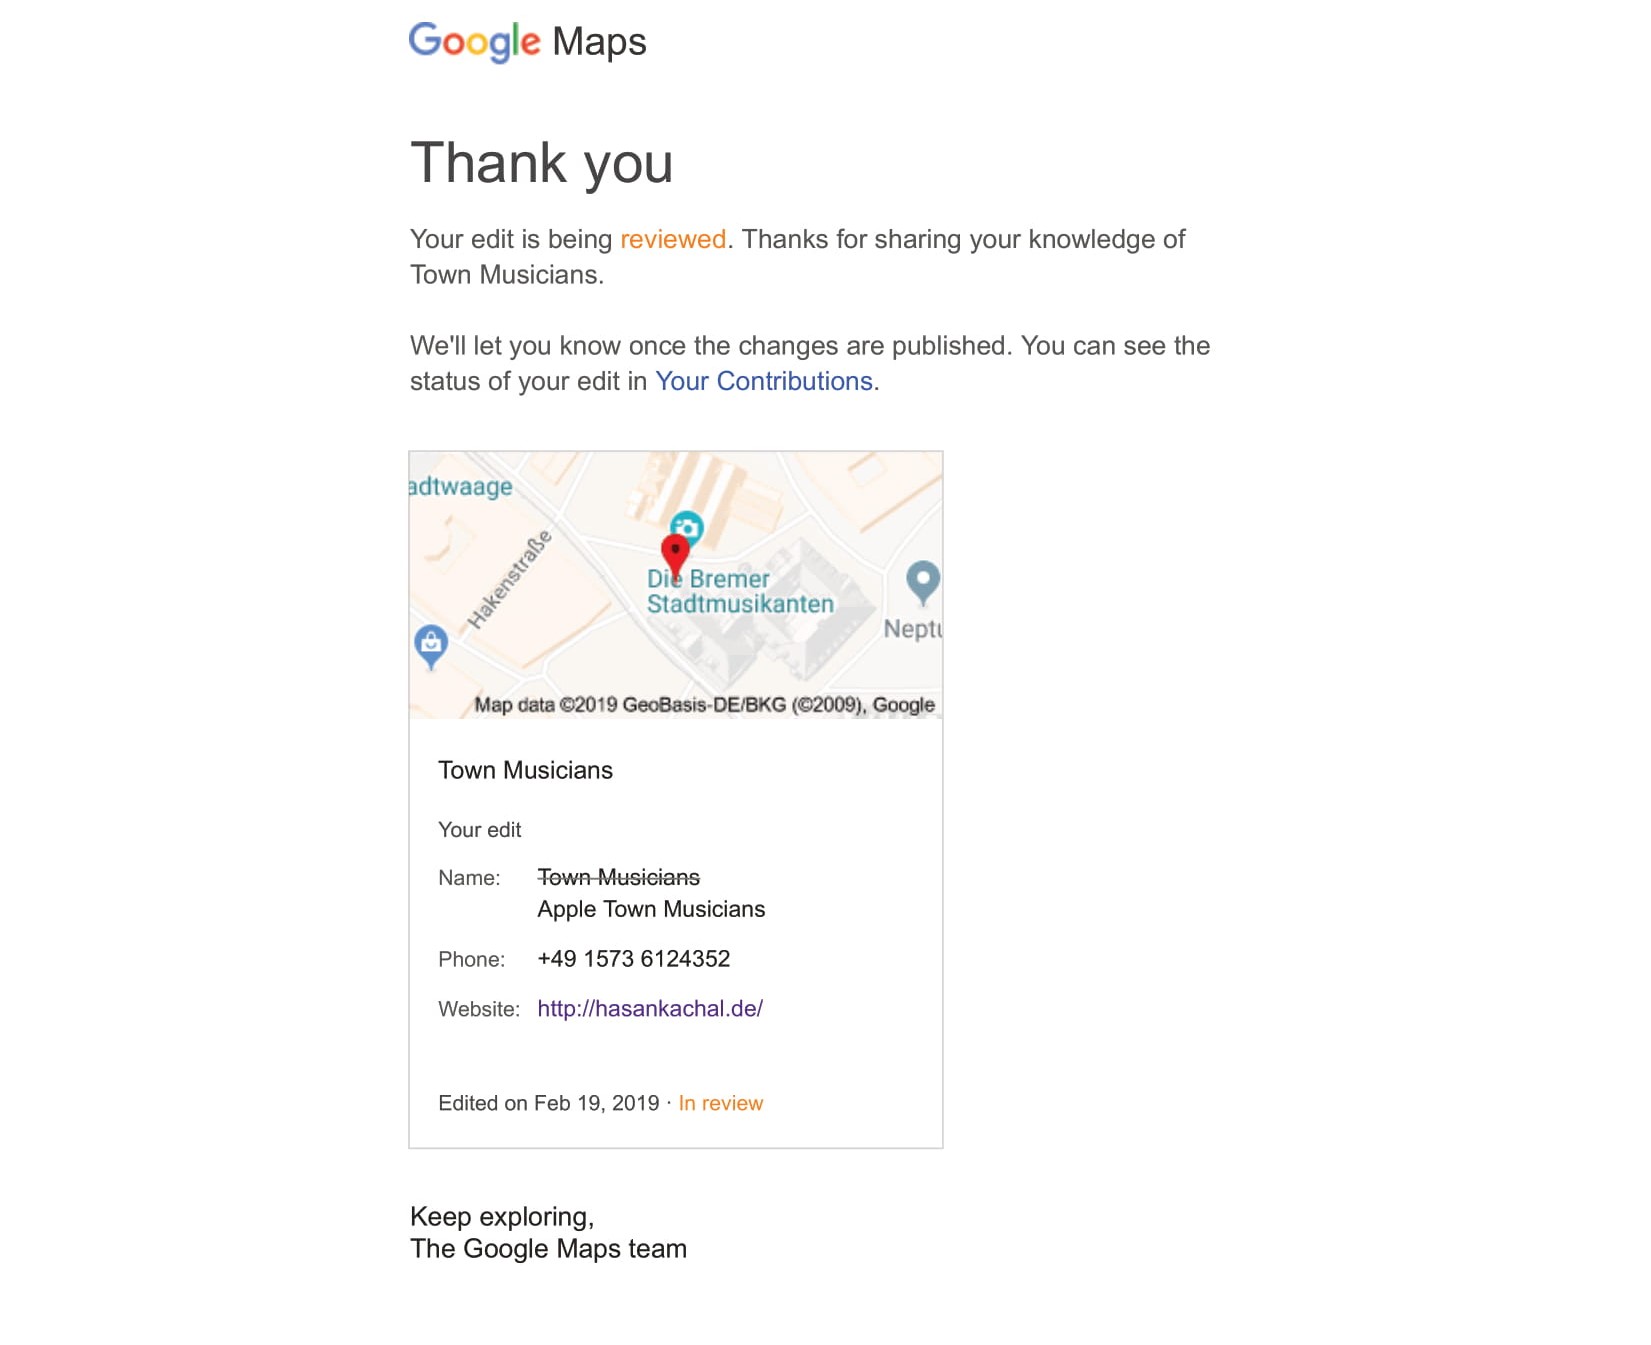 Google Maps
Thank you
Your edit is being reviewed. Thanks for sharing your knowledge of
Town Musicians.
We'll let you know once the changes are published. You can see the
status of your edit in Your Contributions.
adtwaage
Hakenstraße
Die Bremer
Stadtmusikanten
Neptu
Map data ©2019 GeoBasis-DE/BKG (©2009), Google
Town Musicians
Your edit
Name: Town Musicians
Apple Town Musicians
Phone: +49 1573 6124352
Website: http://hasankachal.de/
Edited on Feb 19, 2019 · In review
Keep exploring,
The Google Maps team